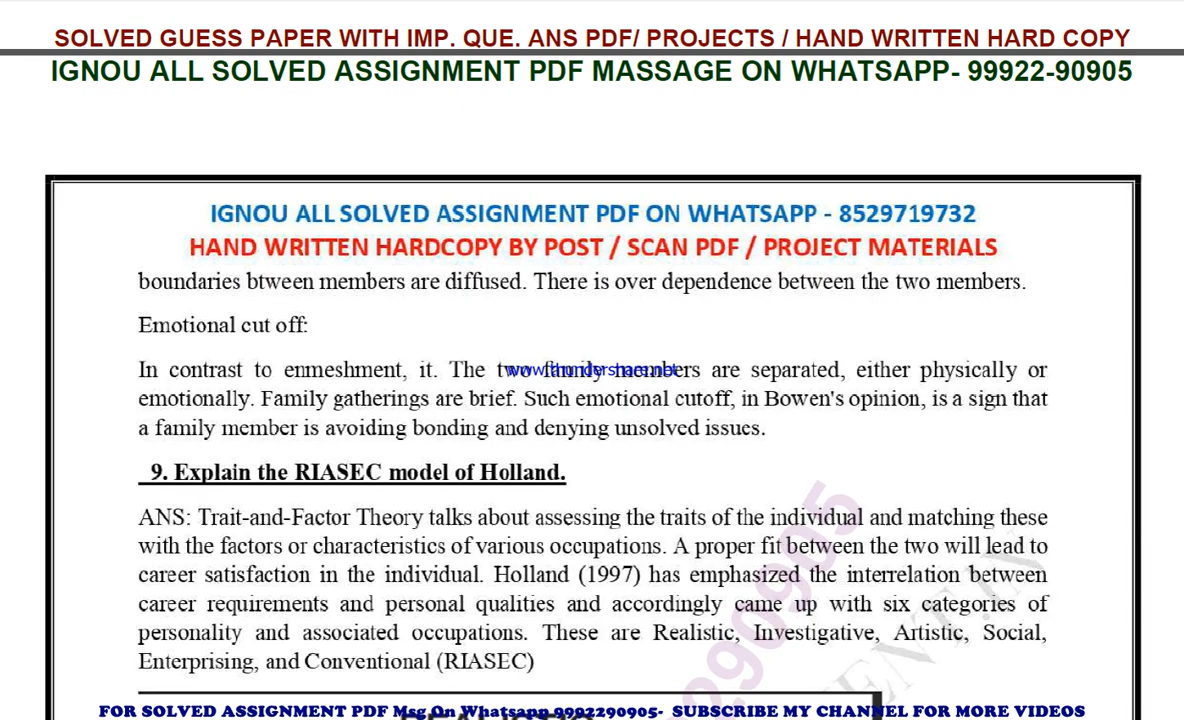 SOLVED GUESS PAPER WITH IMP. QUE. ANS PDF/ PROJECTS / HAND WRITTEN HARD COPY
IGNOU ALL SOLVED ASSIGNMENT PDF MASSAGE ON WHATSAPP- 99922-90905
IGNOU ALL SOLVED ASSIGNMENT PDF ON WHATSAPP - 8529719732
HAND WRITTEN HARDCOPY BY POST / SCAN PDF / PROJECT MATERIALS
boundaries btween members are diffused. There is over dependence between the two members.
Emotional cut off:
In contrast to enmeshment, it. The two family members are separated, either physically or
www.thundershare.net
emotionally. Family gatherings are brief. Such emotional cutoff, in Bowen's opinion, is a sign that
a family member is avoiding bonding and denying unsolved issues.
9. Explain the RIASEC model of Holland.
ANS: Trait-and-Factor Theory talks about assessing the traits of the individual and matching these
with the factors or characteristics of various occupations. A proper fit between the two will lead to
career satisfaction in the individual. Holland (1997) has emphasized the interrelation between
career requirements and personal qualities and accordingly came up with six categories of
personality and associated occupations. These are Realistic, Investigative, Artistic, Social,
Enterprising, and Conventional (RIASEC)
FOR SOLVED ASSIGNMENT PDF Msg On Whatsapp 9992290905- SUBSCRIBE MY CHANNEL FOR MORE VIDEOS